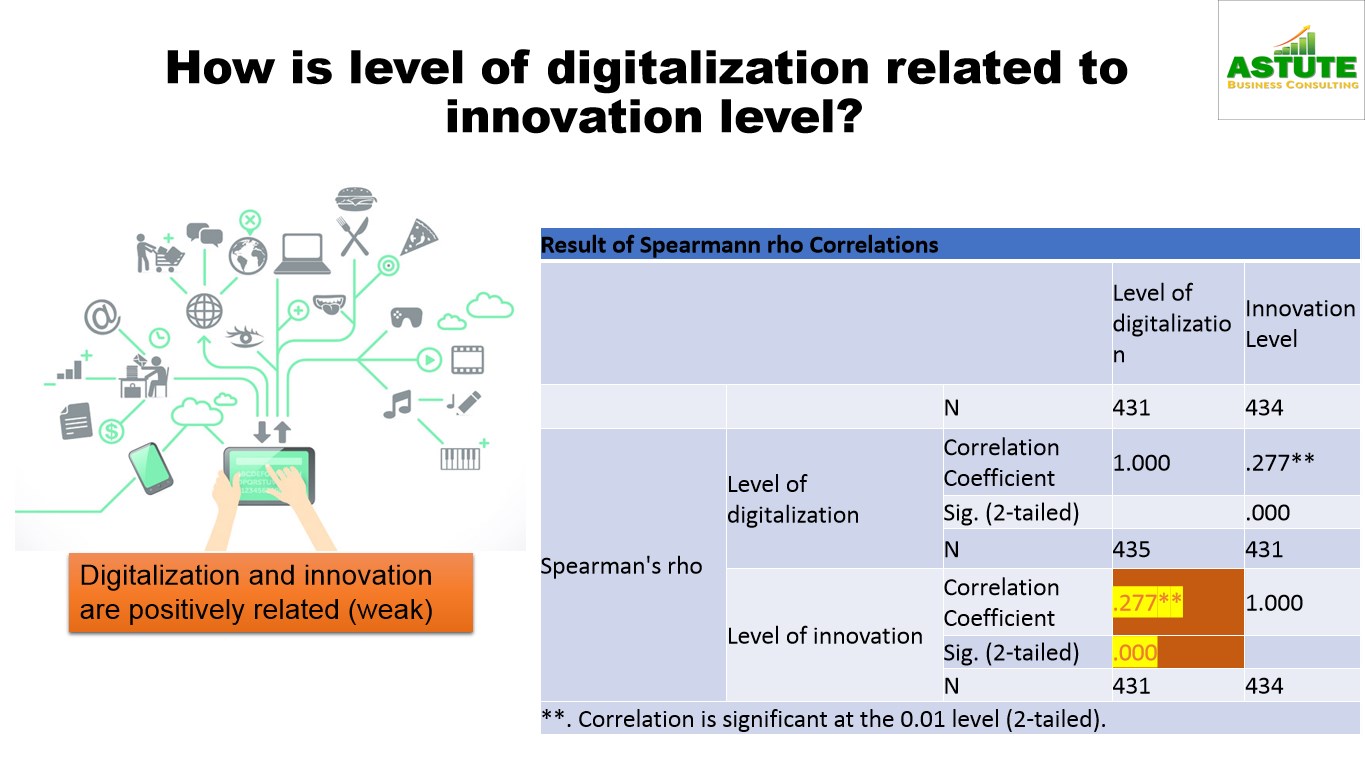 How is level of digitalization related to
innovation level?
ASTUTE
BUSINESS CONSULTING
Digitalization and innovation
are positively related (weak)
Result of Spearmann rho Correlations
Level of
digitalizatio
n
Innovation
Level
N
431
434
Spearman's rho
Level of
digitalization
Correlation
Coefficient
1.000
.277**
Sig. (2-tailed)
.000
N
435
431
Level of innovation
Correlation
Coefficient
.277**
1.000
Sig. (2-tailed)
.000
N
431
434
**. Correlation is significant at the 0.01 level (2-tailed).